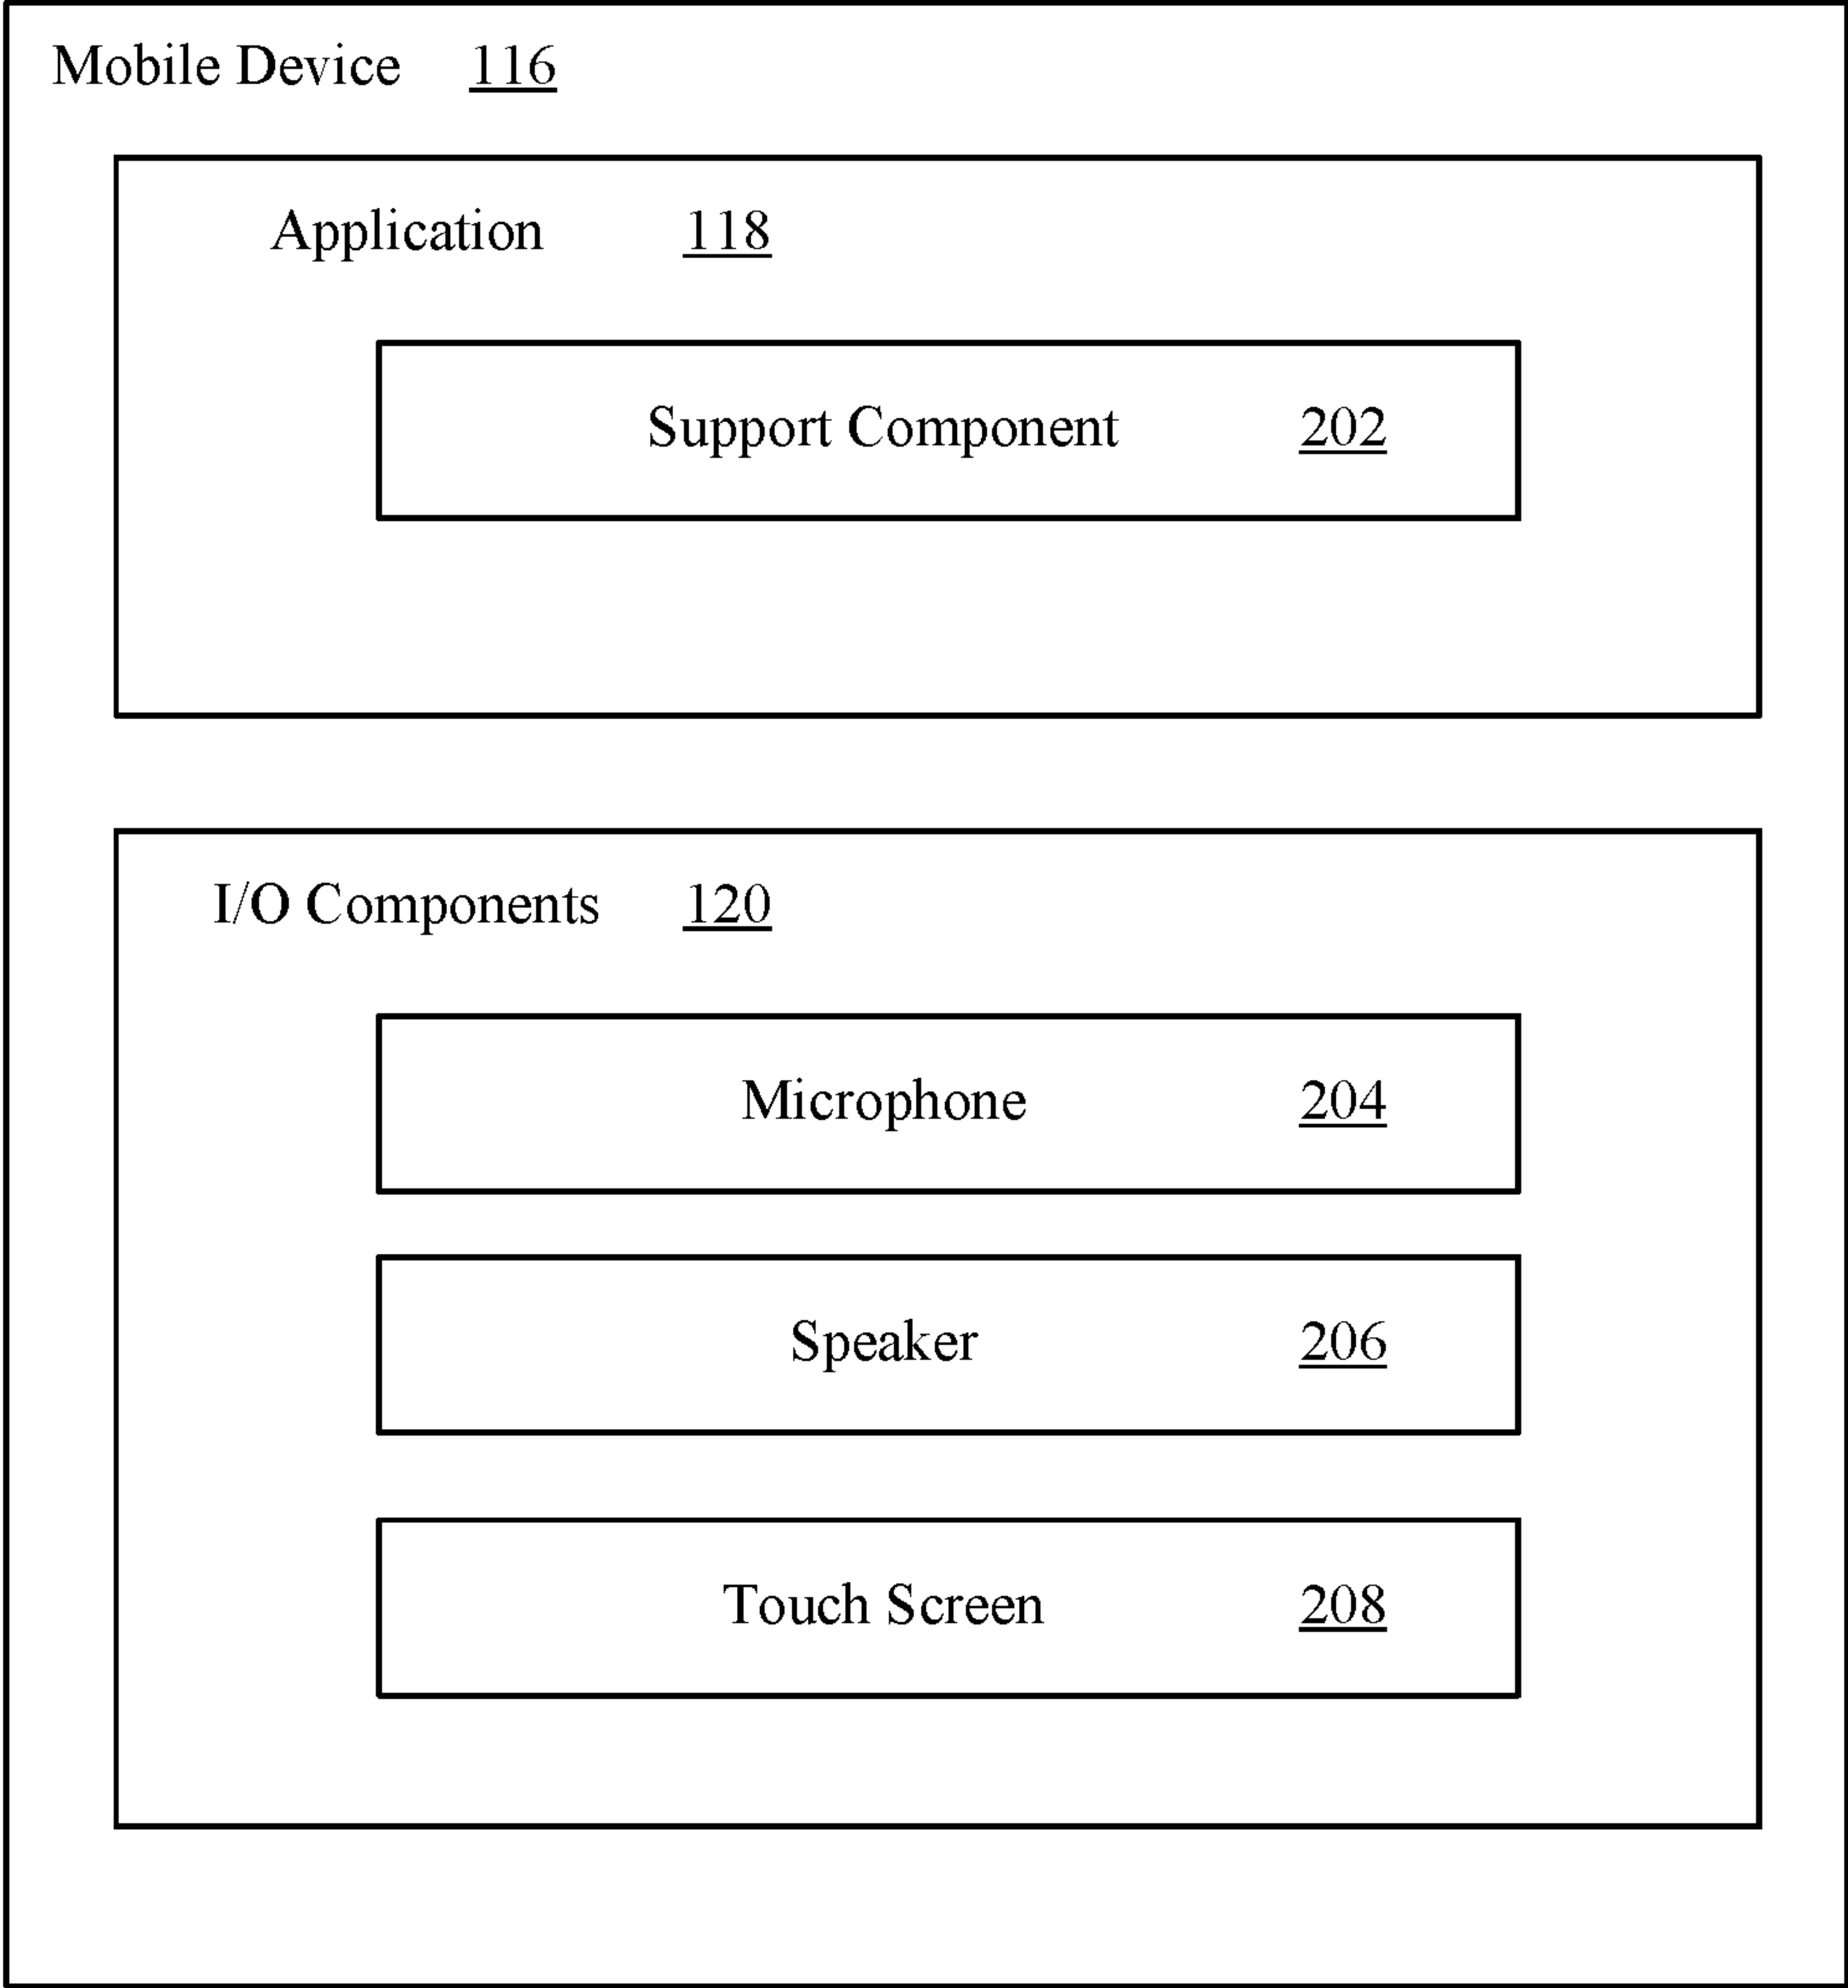 Mobile Device 116
Application 118
Support Component 202
I/O Components 120
Microphone 204
Speaker 206
Touch Screen 208